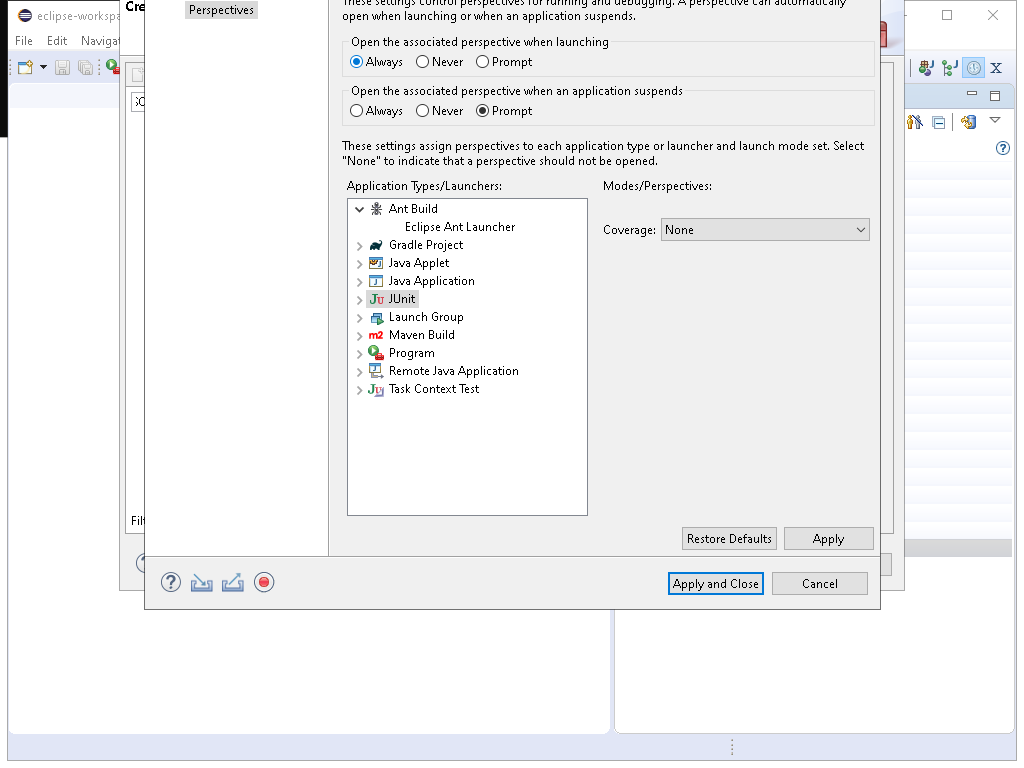 eclipse-workspa
Cre
Perspectives
These settings control perspectives for running and debugging. A perspective can automatically
open when launching or when an application suspends.
File Edit Navigat
Open the associated perspective when launching
Always Never Prompt
Open the associated perspective when an application suspends
Always Never Prompt
These settings assign perspectives to each application type or launcher and launch mode set. Select
"None" to indicate that a perspective should not be opened.
Application Types/Launchers:
Modes/Perspectives:
Ant Build
Eclipse Ant Launcher
Coverage: None
Gradle Project
Java Applet
Java Application
JUnit
Launch Group
Maven Build
Program
Remote Java Application
Task Context Test
Filt
Restore Defaults Apply
Apply and Close Cancel